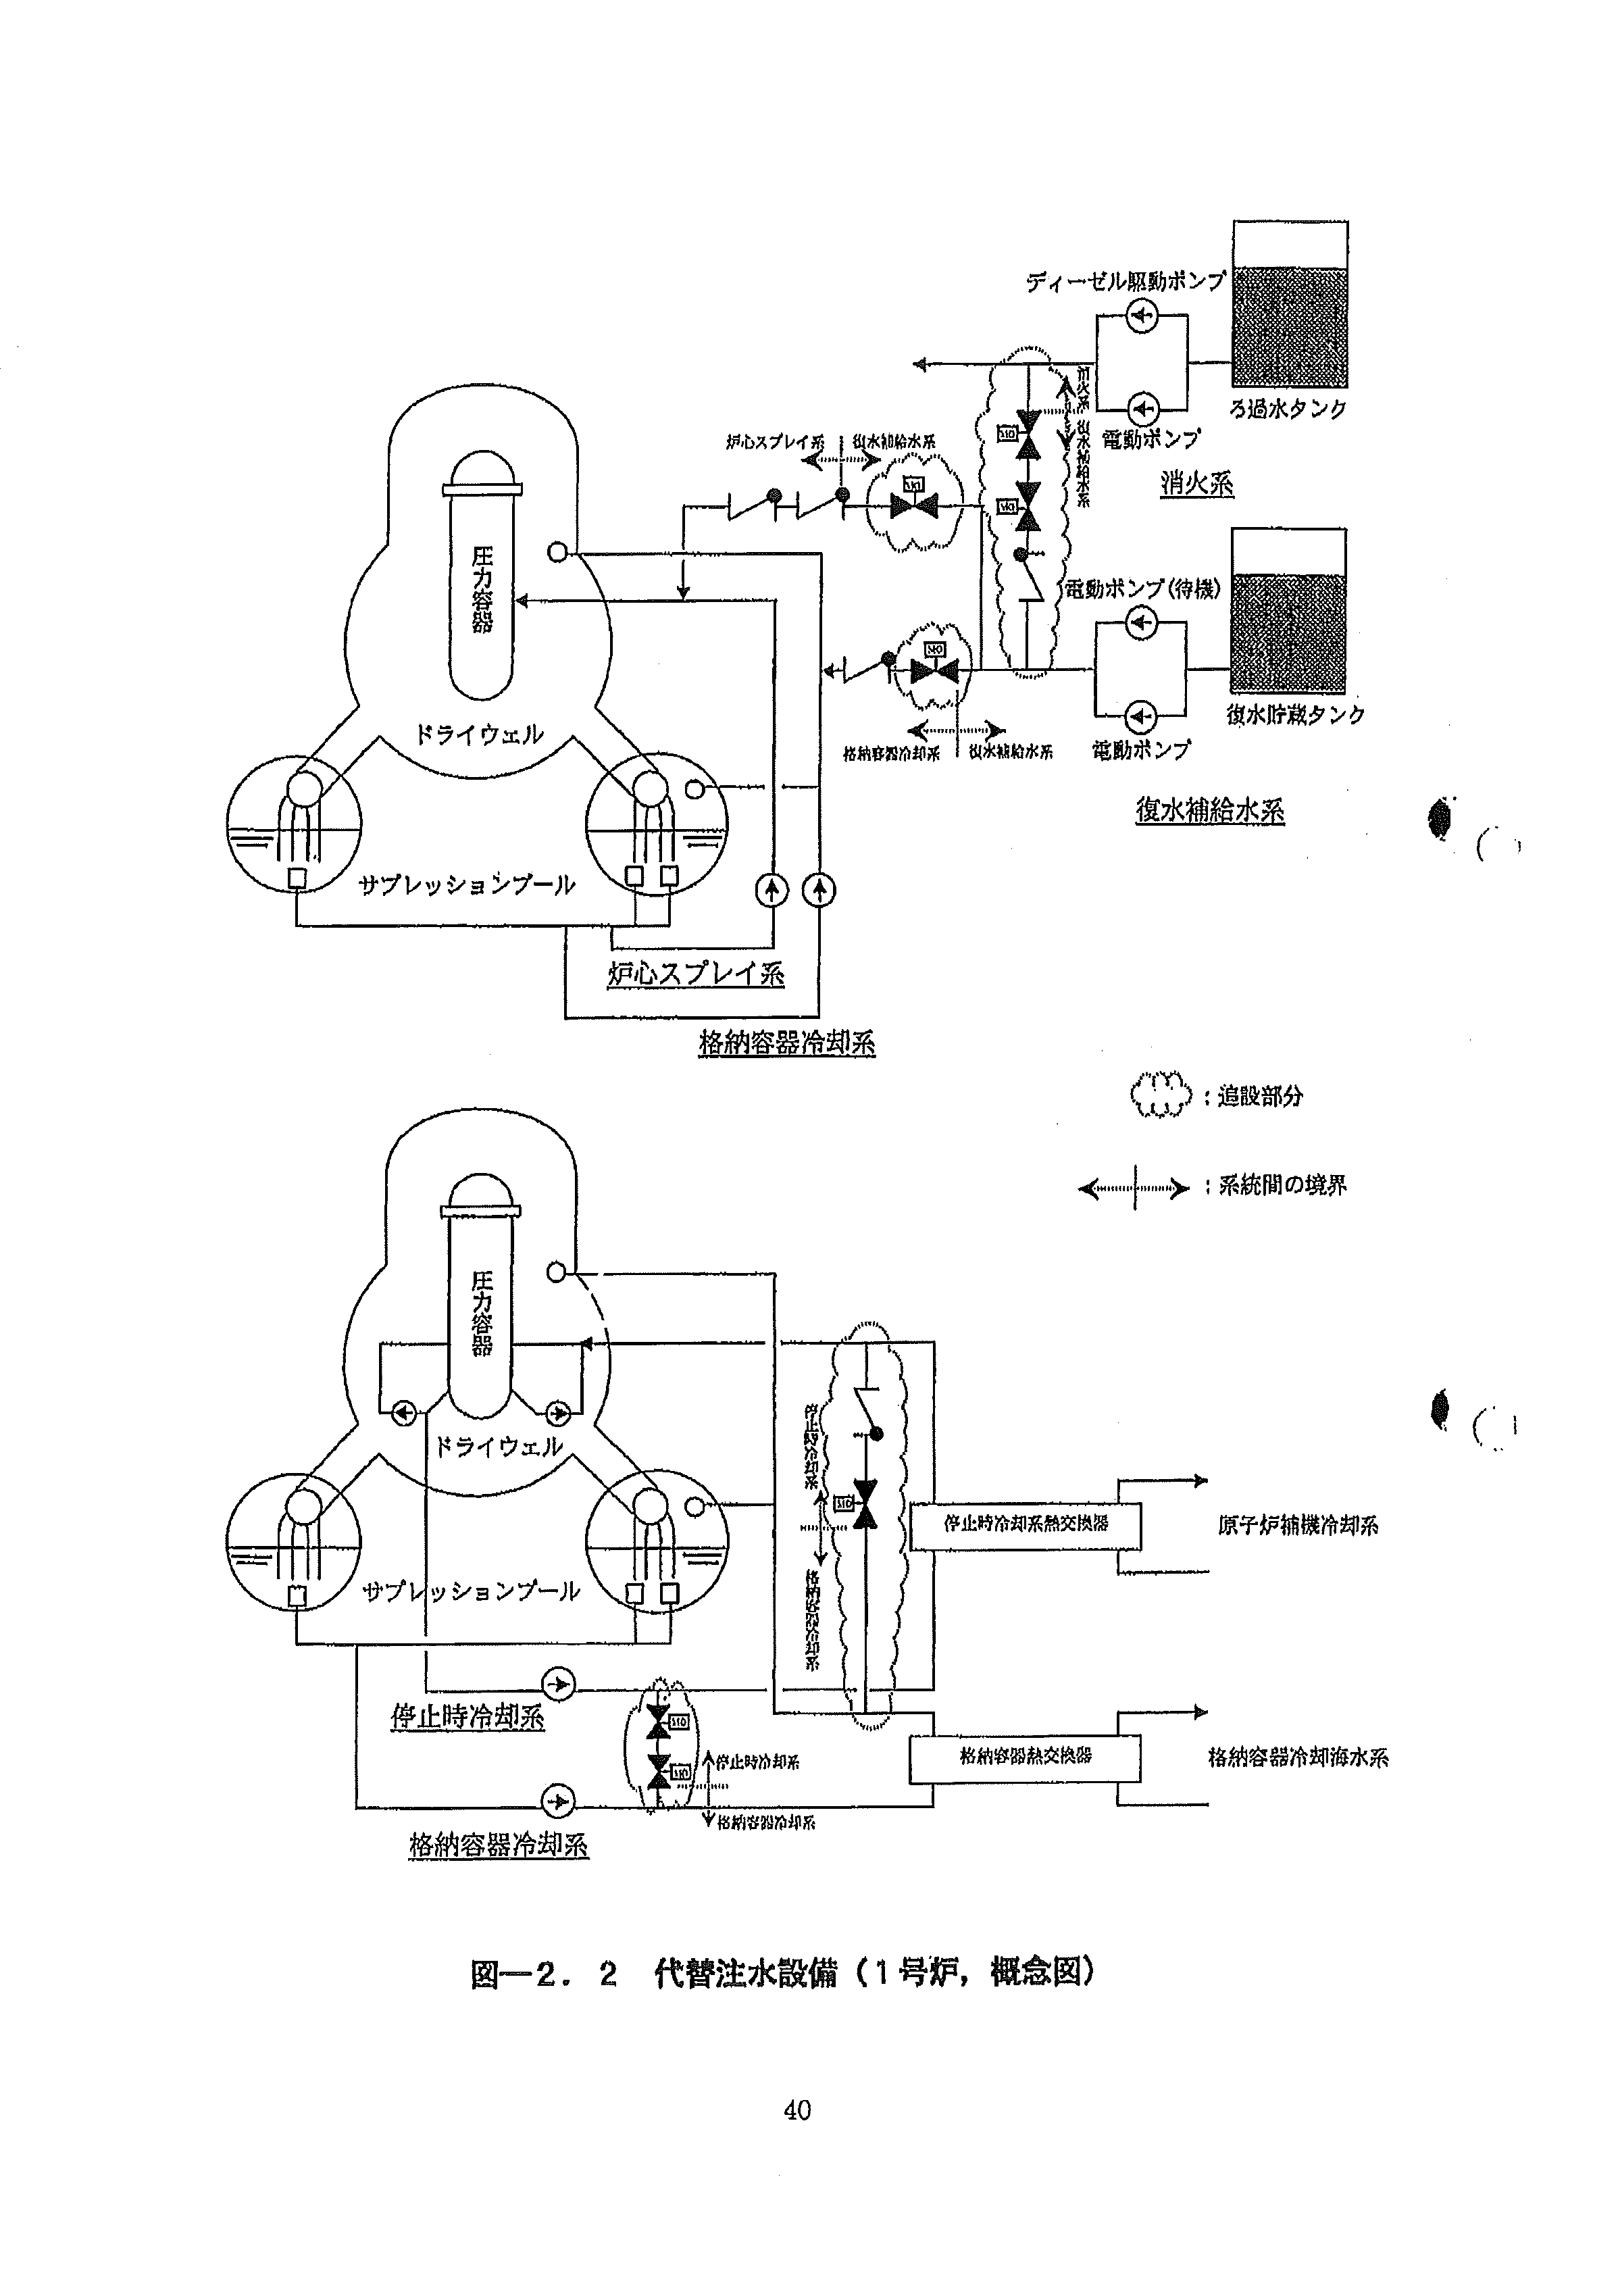 ディーゼル駆動ポンプ
ろ過水タンク
電動ポンプ
消火系
消火系
復水補給水系
炉心スプレイ系
復水補給水系
MO
MO
MO
圧力容器
電動ポンプ(待機)
MO
復水貯蔵タンク
電動ポンプ
ドライウェル
格納容器冷却系
復水補給水系
復水補給水系
サプレッションプール
炉心スプレイ系
格納容器冷却系
:追設部分
:系統間の境界
圧力容器
停止時冷却系
ドライウェル
MO
停止時冷却系熱交換器
原子炉補機冷却系
格納容器冷却系
サプレッションプール
停止時冷却系
MO
MO
停止時冷却系
格納容器熱交換器
格納容器冷却海水系
格納容器冷却系
格納容器冷却系
図―2.2 代替注水設備(1号炉,概念図)
40